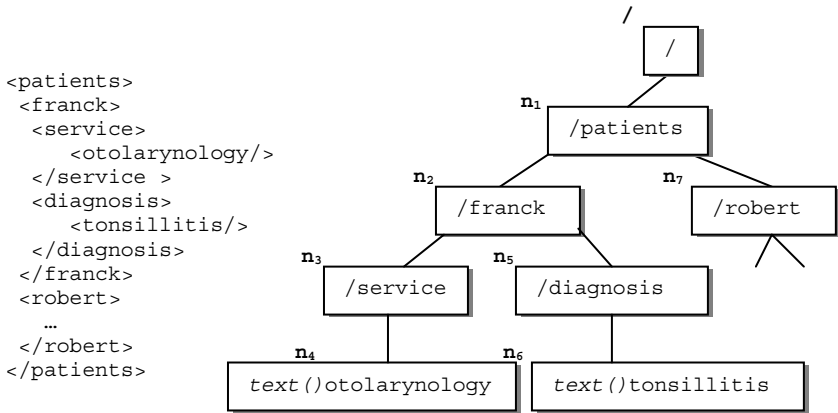 <patients>
<franck>
<service>
<otolarynology/>
</service >
<diagnosis>
<tonsillitis/>
</diagnosis>
</franck>
<robert>
…
</robert>
</patients>
/
/
n1
/patients
n2
/franck
n7
/robert
n3
/service
n5
/diagnosis
n4
text()otolarynology
n6
text()tonsillitis